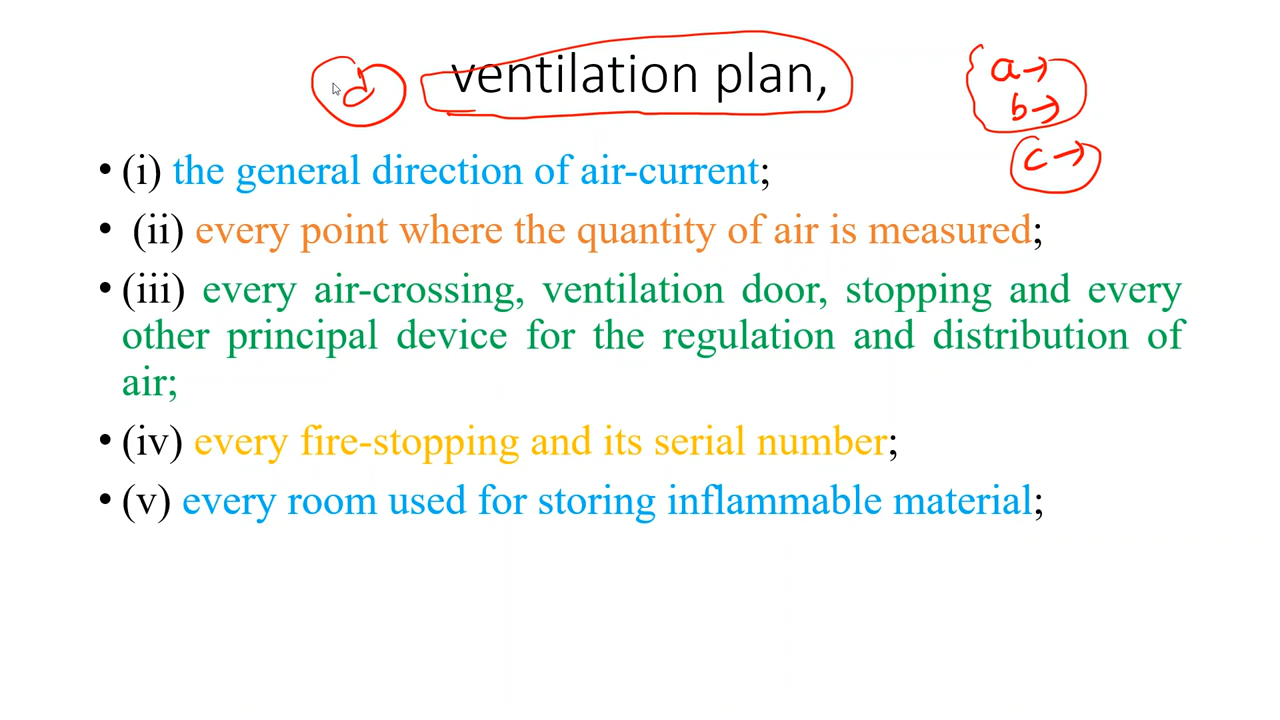 d ventilation plan, a→
b→
c→
• (i) the general direction of air-current;
• (ii) every point where the quantity of air is measured;
• (iii) every air-crossing, ventilation door, stopping and every
other principal device for the regulation and distribution of
air;
• (iv) every fire-stopping and its serial number;
• (v) every room used for storing inflammable material;